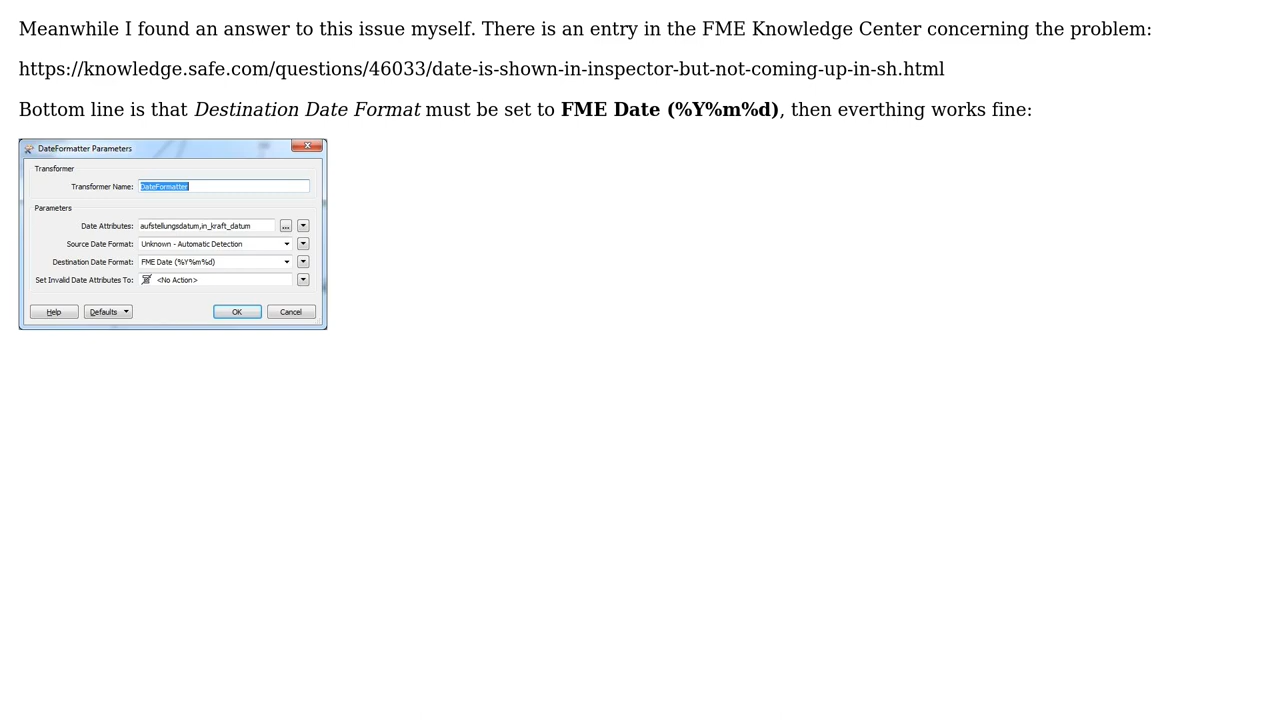 Meanwhile I found an answer to this issue myself. There is an entry in the FME Knowledge Center concerning the problem:
https://knowledge.safe.com/questions/46033/date-is-shown-in-inspector-but-not-coming-up-in-sh.html
Bottom line is that Destination Date Format must be set to FME Date (%Y%m%d), then everthing works fine:
DateFormatter Parameters
Transformer
Transformer Name: DateFormatter
Parameters
Date Attributes: aufstellungsdatum,in_kraft_datum ...
Source Date Format: Unknown - Automatic Detection
Destination Date Format: FME Date (%Y%m%d)
Set Invalid Date Attributes To: <No Action>
Help Defaults OK Cancel